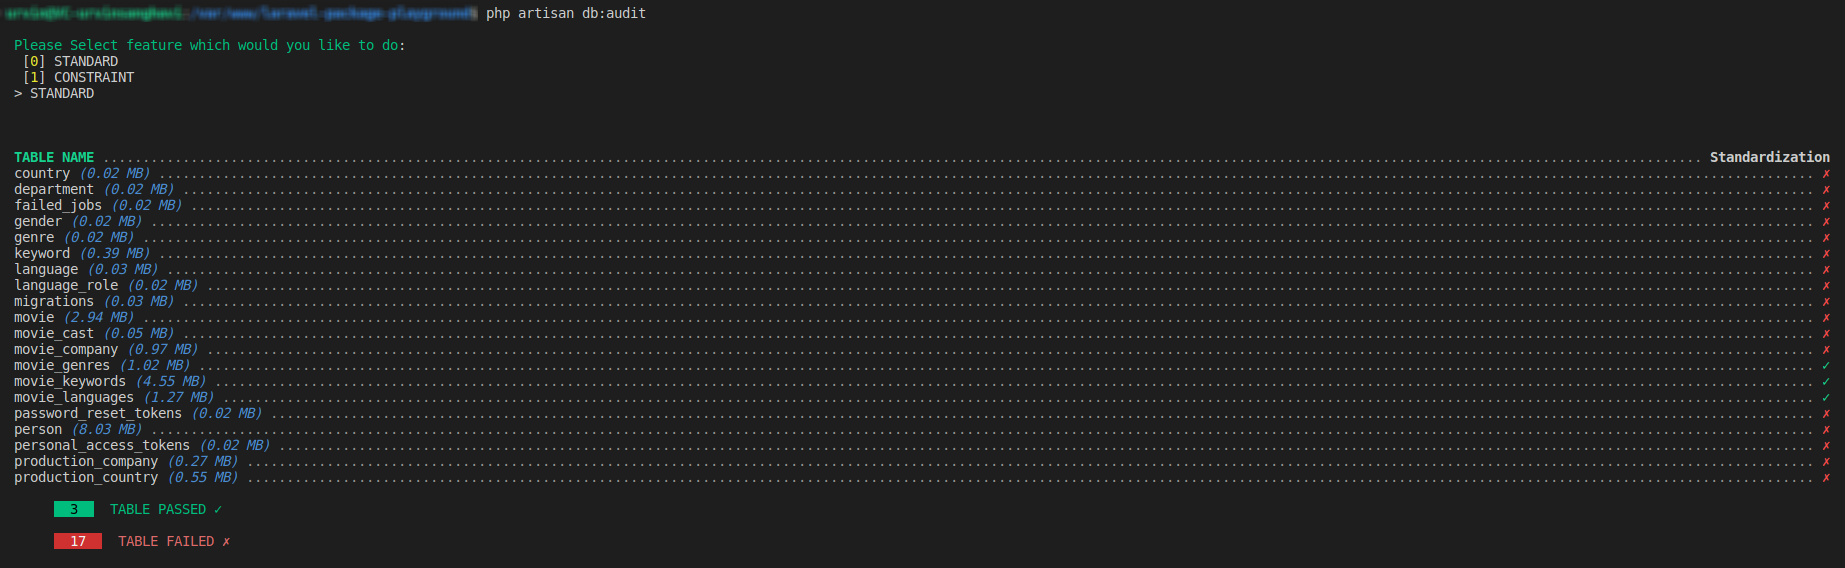 php artisan db:audit
Please Select feature which would you like to do:
[0] STANDARD
[1] CONSTRAINT
> STANDARD
TABLE NAME ........................................ Standardization
country (0.02 MB) ........................................ ✗
department (0.02 MB) ........................................ ✗
failed_jobs (0.02 MB) ........................................ ✗
gender (0.02 MB) ........................................ ✗
genre (0.02 MB) ........................................ ✗
keyword (0.39 MB) ........................................ ✗
language (0.03 MB) ........................................ ✗
language_role (0.02 MB) ........................................ ✗
migrations (0.03 MB) ........................................ ✗
movie (2.94 MB) ........................................ ✗
movie_cast (0.05 MB) ........................................ ✗
movie_company (0.97 MB) ........................................ ✗
movie_genres (1.02 MB) ........................................ ✓
movie_keywords (4.55 MB) ........................................ ✓
movie_languages (1.27 MB) ........................................ ✓
password_reset_tokens (0.02 MB) ........................................ ✗
person (8.03 MB) ........................................ ✗
personal_access_tokens (0.02 MB) ........................................ ✗
production_company (0.27 MB) ........................................ ✗
production_country (0.55 MB) ........................................ ✗
3 TABLE PASSED ✓
17 TABLE FAILED ✗